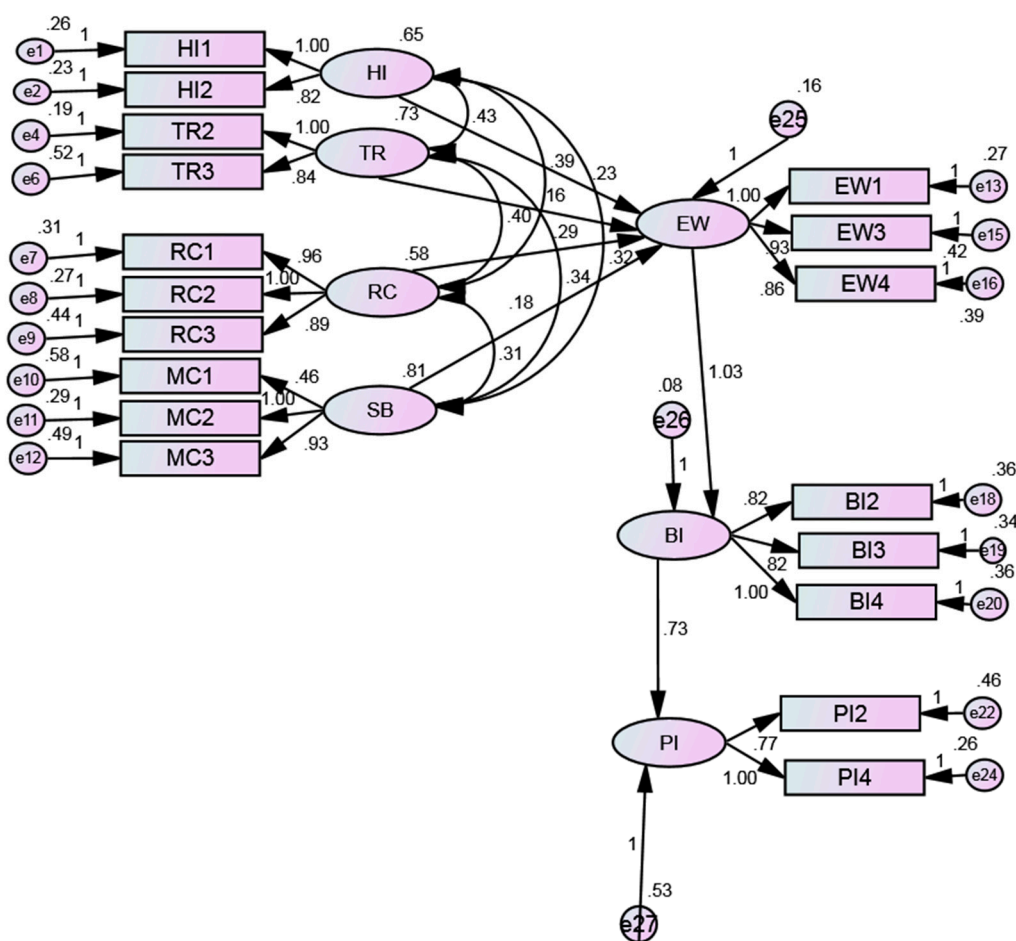 .26
e1
1
HI1
1.00
HI
.65
.23
e2
1
HI2
.82
.73
.43
.19
e4
1
TR2
1.00
TR
.52
e6
1
TR3
.84
.39
.23
.16
e25
1
.16
EW
1.00
EW1
1
.27
e13
.93
EW3
1
e15
.42
.86
EW4
1
e16
.39
.31
e7
1
RC1
.96
.58
.40
.29
.32
.27
e8
1
RC2
1.00
RC
.34
.44
e9
1
RC3
.89
.18
.58
e10
1
MC1
.46
.81
.31
.29
e11
1
MC2
1.00
SB
.49
e12
1
MC3
.93
1.03
.08
e26
1
BI
.82
BI2
1
.36
e18
82
BI3
1
.34
e19
1.00
BI4
1
.36
e20
.73
PI
.77
PI2
1
.46
e22
1.00
PI4
1
.26
e24
1
.53
e27